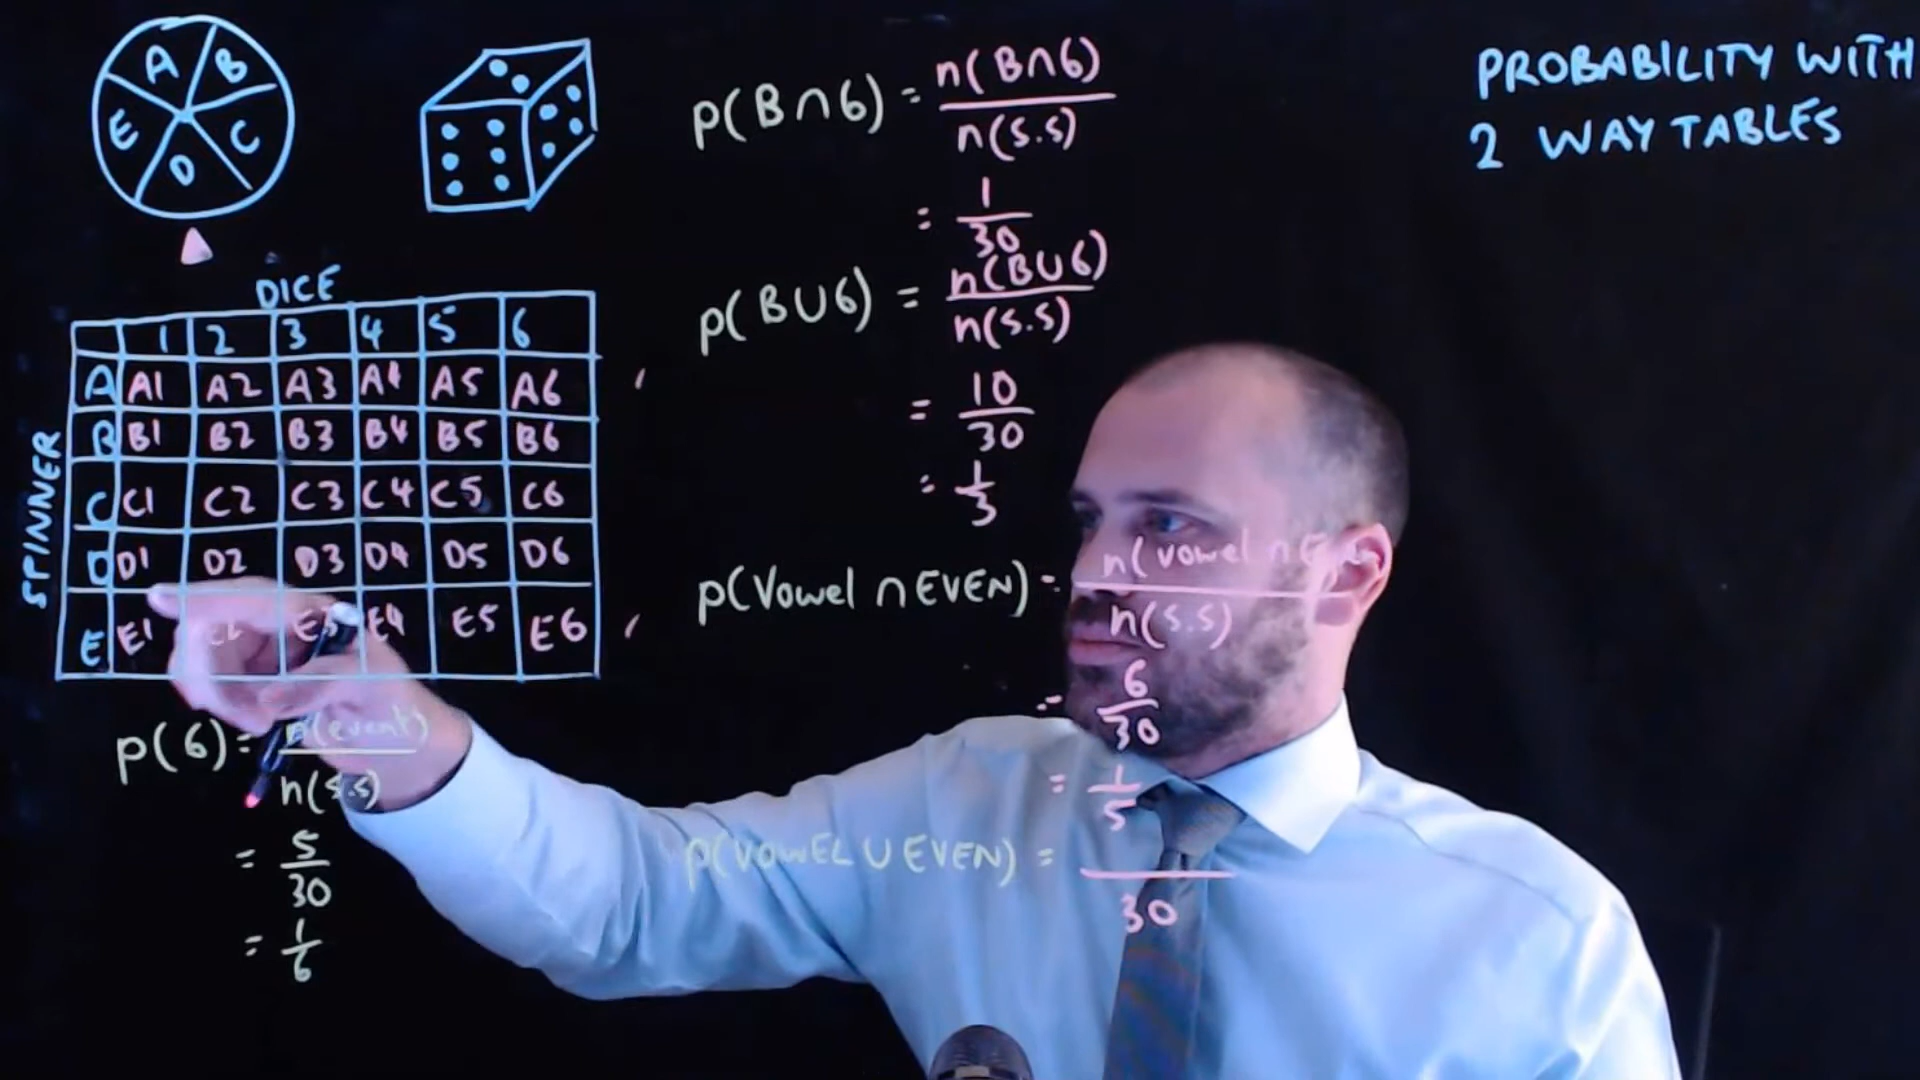 PROBABILITY WITH
2 WAY TABLES
A B C D E
DICE
SPINNER
1 2 3 4 5 6
A A1 A2 A3 A4 A5 A6
B B1 B2 B3 B4 B5 B6
C C1 C2 C3 C4 C5 C6
D D1 D2 D3 D4 D5 D6
E E1 E3 E4 E5 E6
p(6) = n(event)
n(s.s)
= 5
30
= 1
6
p(B∩6) = n(B∩6)
n(s.s)
= 1
30
p(B∪6) = n(B∪6)
n(s.s)
= 10
30
= 1
3
p(Vowel ∩ EVEN) = n(vowel ∩
n(s.s)
= 6
30
= 1
5
p(VOWEL ∪ EVEN) =
30